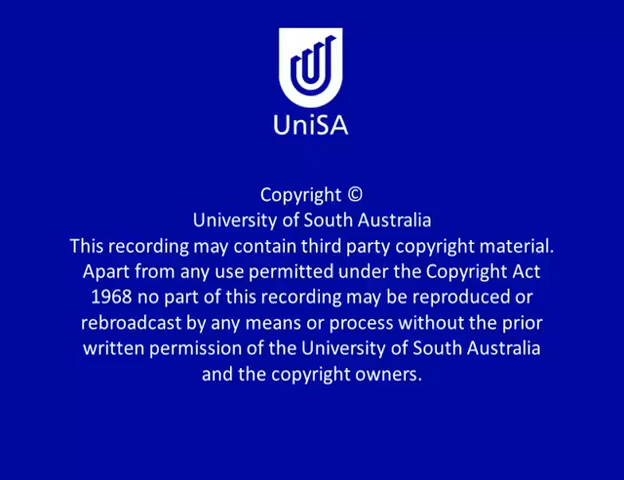 UniSA
Copyright ©
University of South Australia
This recording may contain third party copyright material.
Apart from any use permitted under the Copyright Act
1968 no part of this recording may be reproduced or
rebroadcast by any means or process without the prior
written permission of the University of South Australia
and the copyright owners.